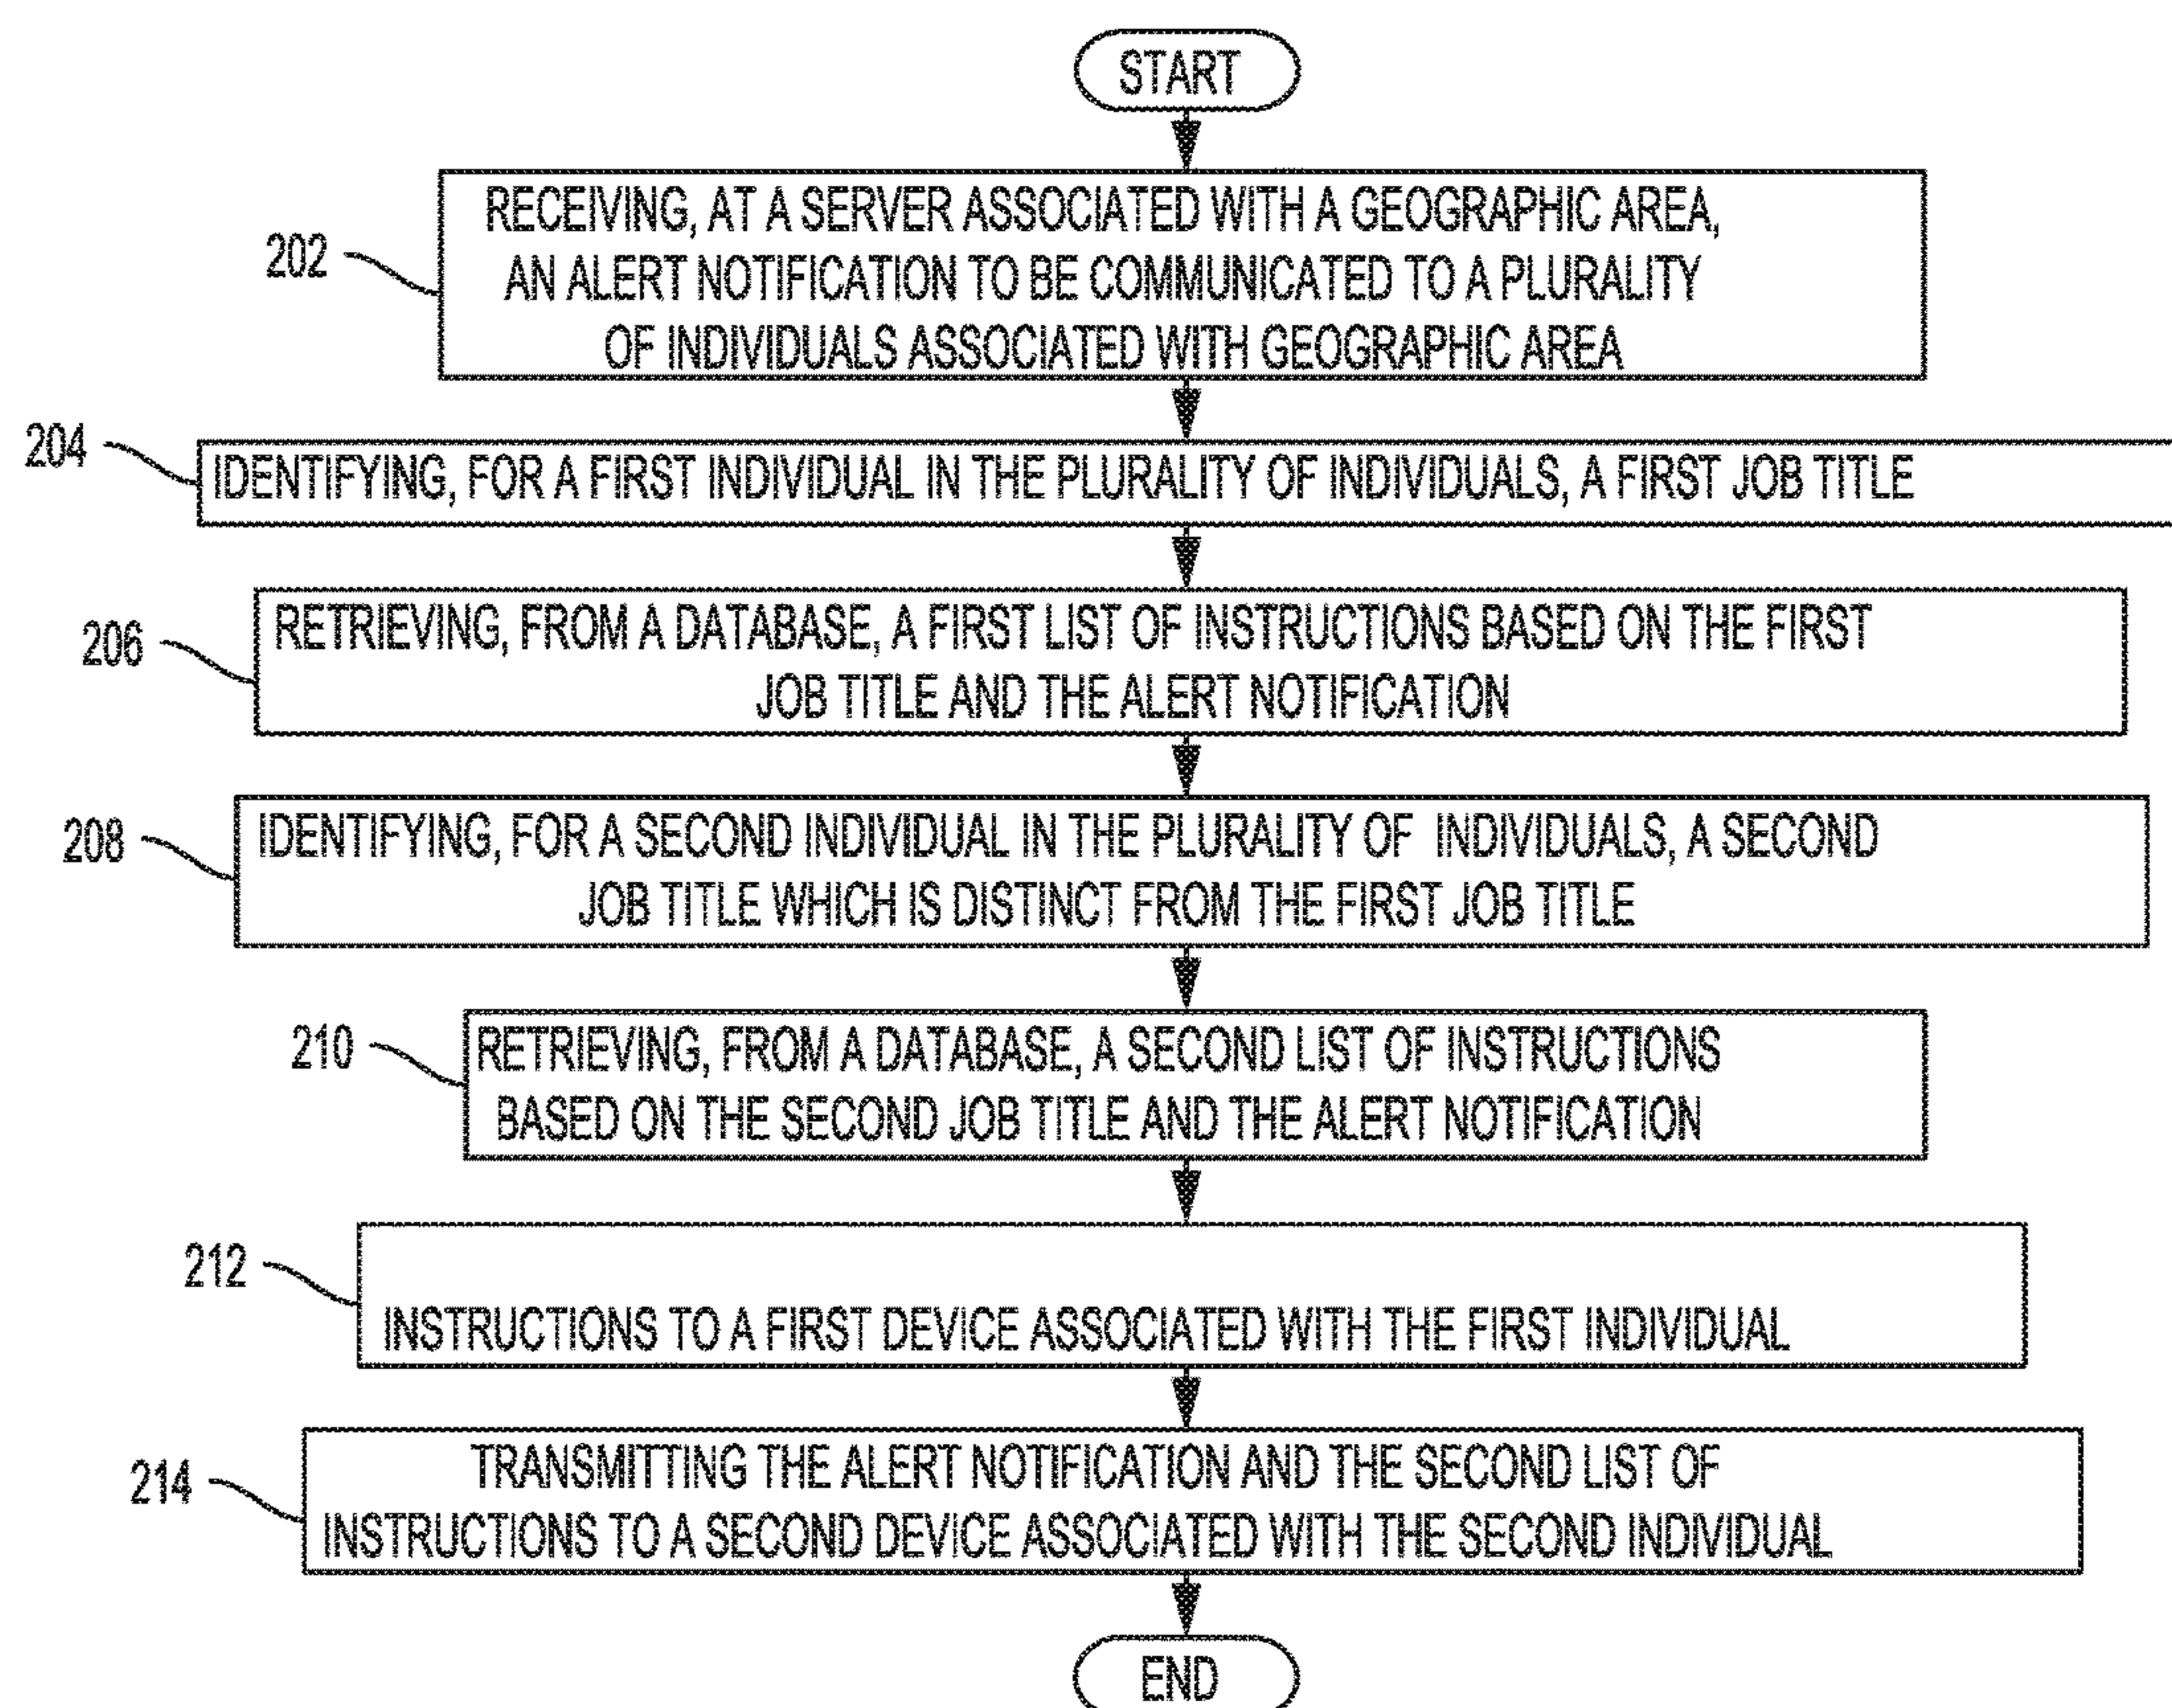 START
202
RECEIVING, AT A SERVER ASSOCIATED WITH A GEOGRAPHIC AREA,
AN ALERT NOTIFICATION TO BE COMMUNICATED TO A PLURALITY
OF INDIVIDUALS ASSOCIATED WITH GEOGRAPHIC AREA
204
IDENTIFYING, FOR A FIRST INDIVIDUAL IN THE PLURALITY OF INDIVIDUALS, A FIRST JOB TITLE
206
RETRIEVING, FROM A DATABASE, A FIRST LIST OF INSTRUCTIONS BASED ON THE FIRST
JOB TITLE AND THE ALERT NOTIFICATION
208
IDENTIFYING, FOR A SECOND INDIVIDUAL IN THE PLURALITY OF INDIVIDUALS, A SECOND
JOB TITLE WHICH IS DISTINCT FROM THE FIRST JOB TITLE
210
RETRIEVING, FROM A DATABASE, A SECOND LIST OF INSTRUCTIONS
BASED ON THE SECOND JOB TITLE AND THE ALERT NOTIFICATION
212
INSTRUCTIONS TO A FIRST DEVICE ASSOCIATED WITH THE FIRST INDIVIDUAL
214
TRANSMITTING THE ALERT NOTIFICATION AND THE SECOND LIST OF
INSTRUCTIONS TO A SECOND DEVICE ASSOCIATED WITH THE SECOND INDIVIDUAL
END